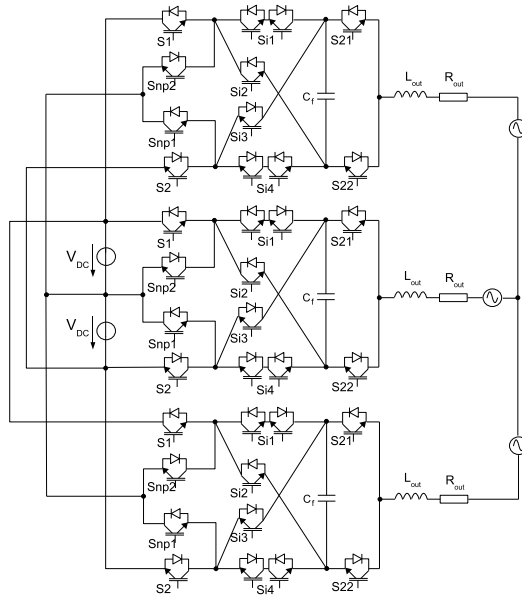 S1
Si1
S21
Snp2
Si2
Cf
Lout
Rout
Snp1
Si3
S2
Si4
S22
S1
Si1
S21
VDC
Snp2
Si2
Cf
Lout
Rout
VDC
Snp1
Si3
S2
Si4
S22
S1
Si1
S21
Snp2
Si2
Cf
Lout
Rout
Snp1
Si3
S2
Si4
S22